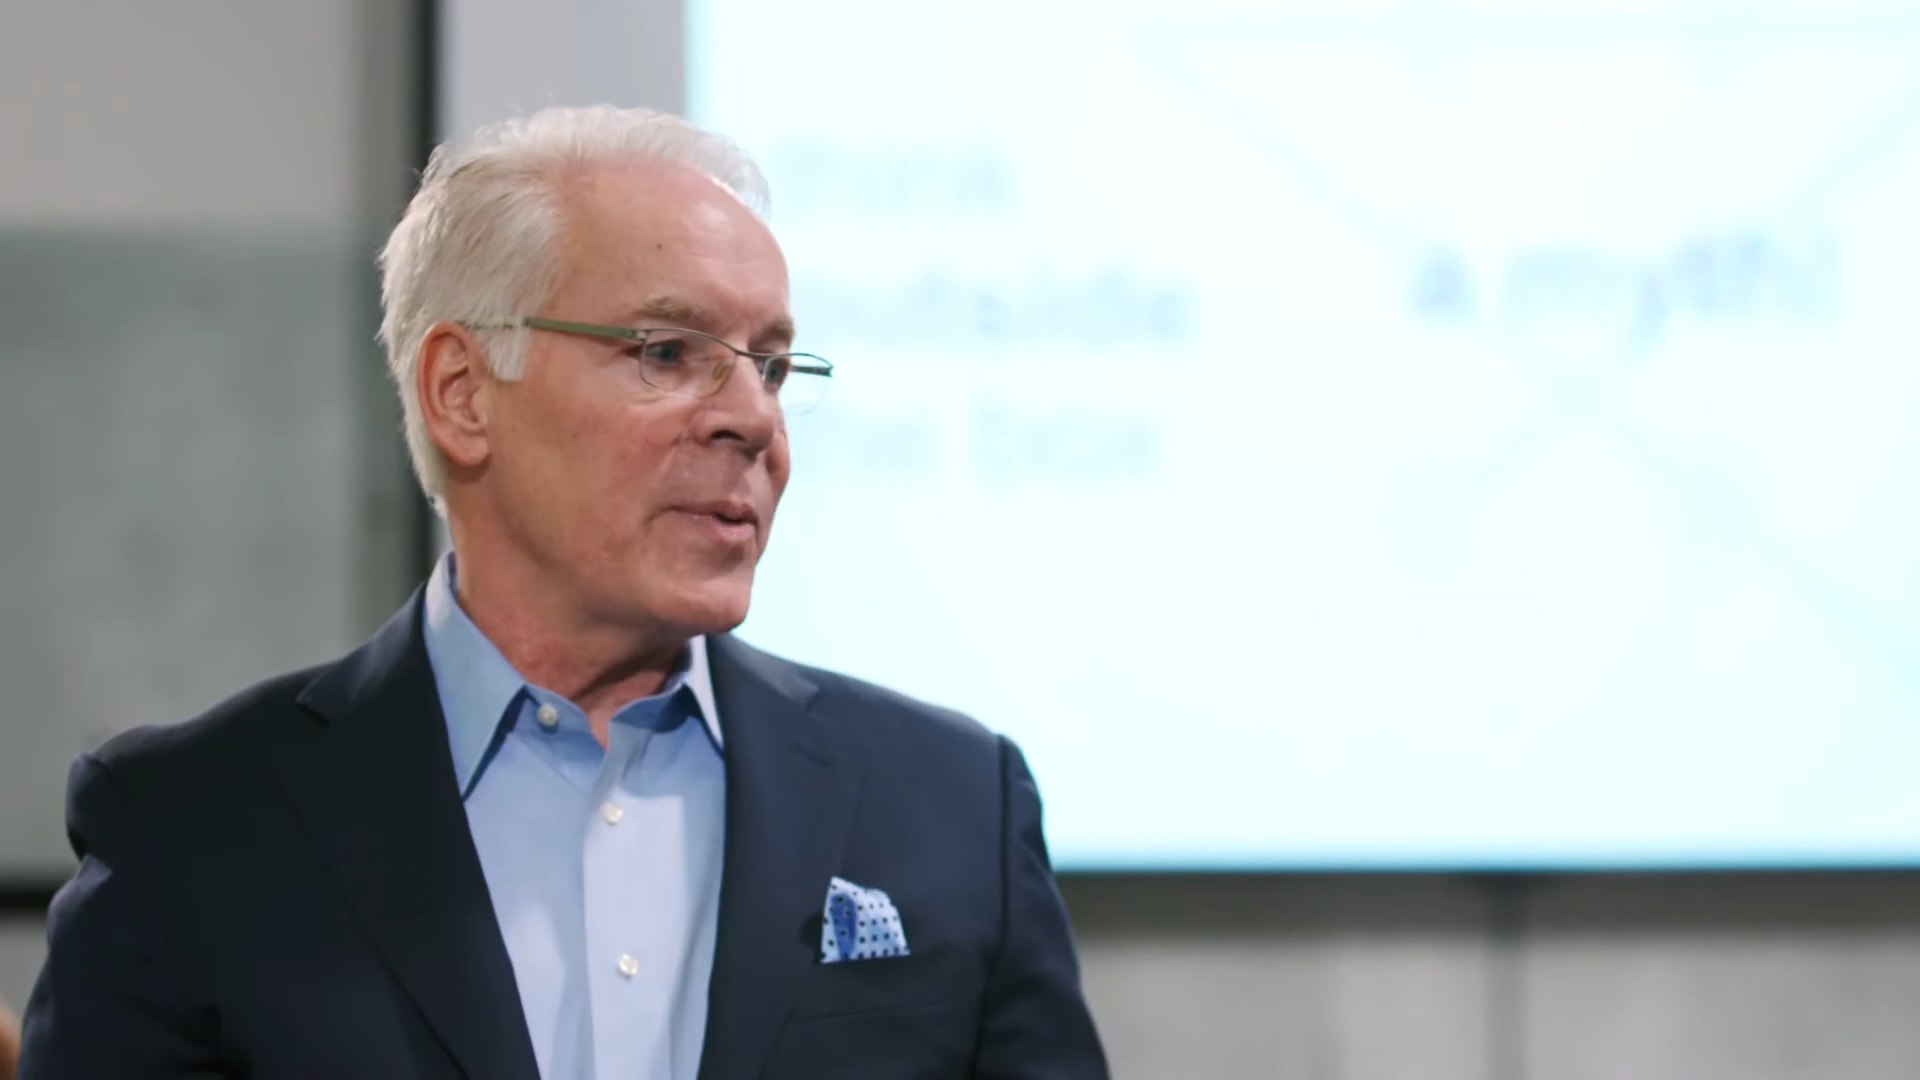 think
outside
the box
a myth!